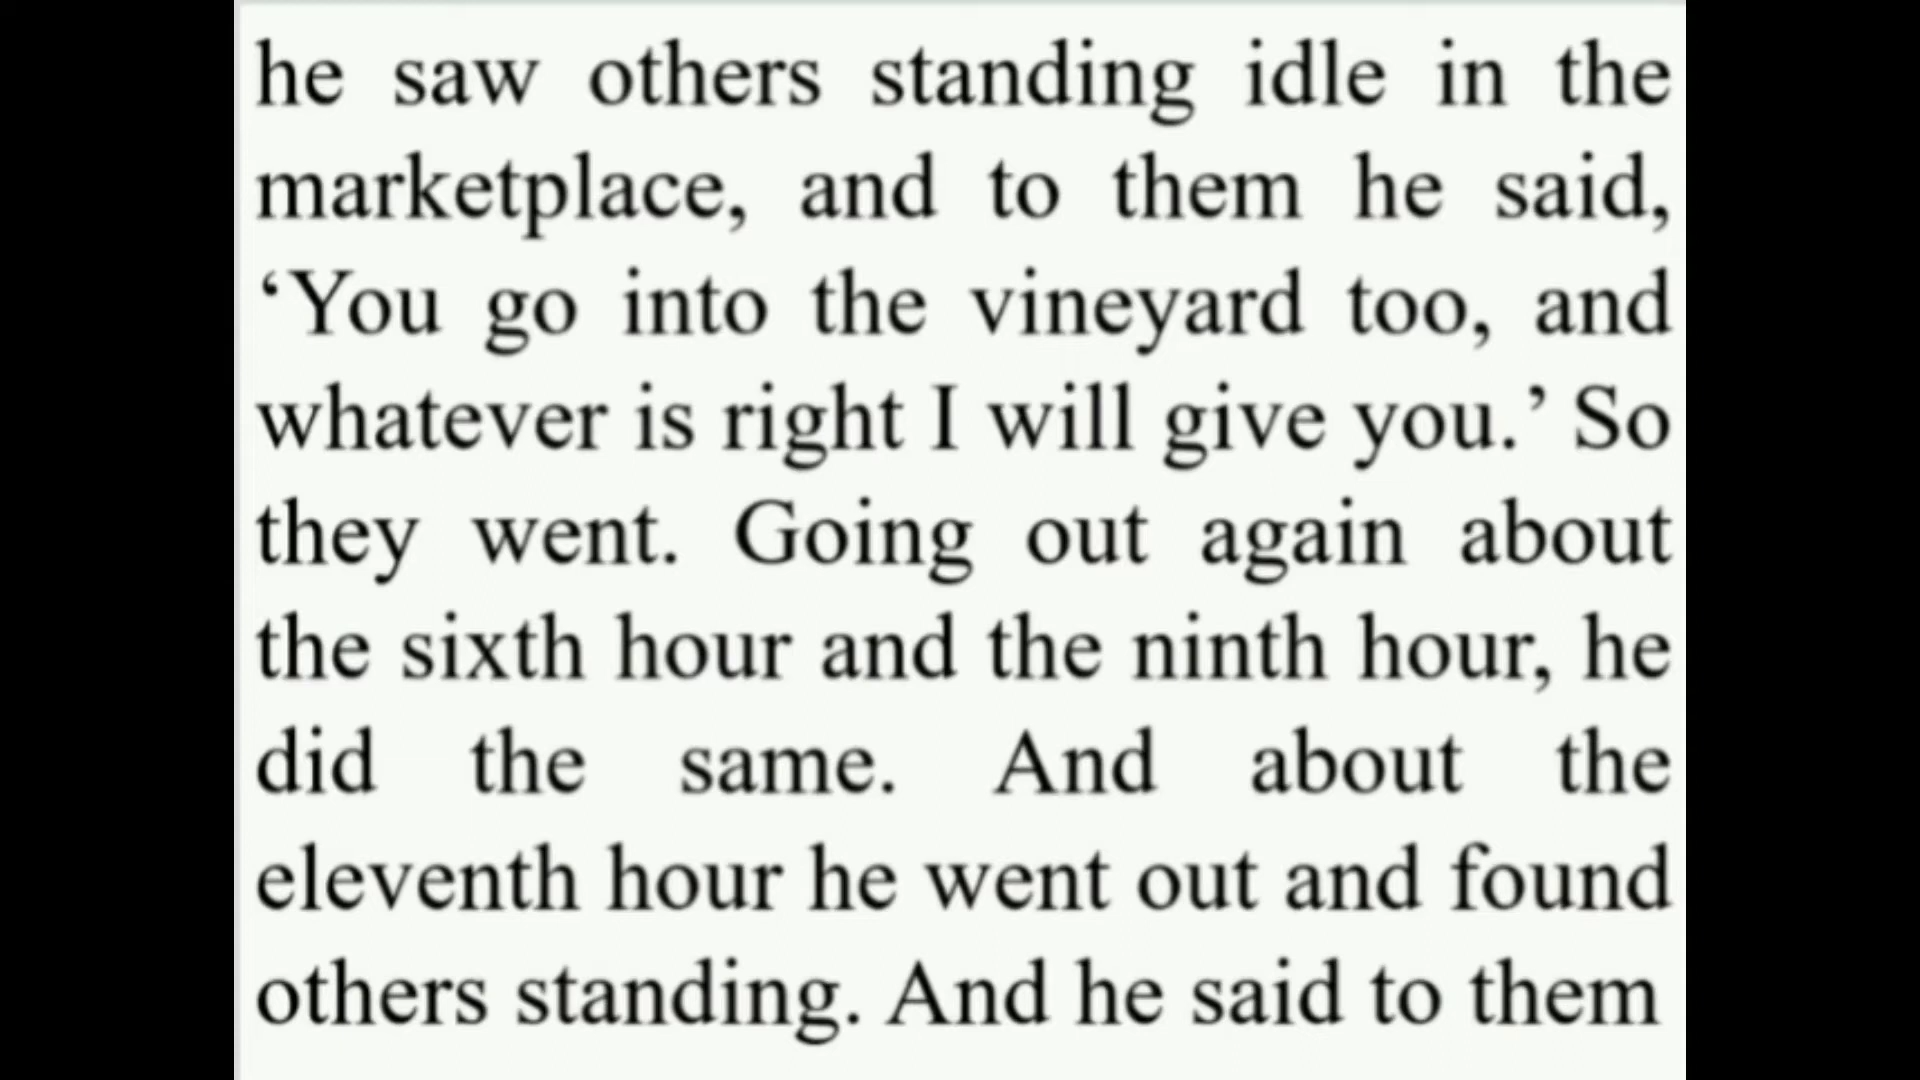 he saw others standing idle in the
marketplace, and to them he said,
‘You go into the vineyard too, and
whatever is right I will give you.’ So
they went. Going out again about
the sixth hour and the ninth hour, he
did the same. And about the
eleventh hour he went out and found
others standing. And he said to them